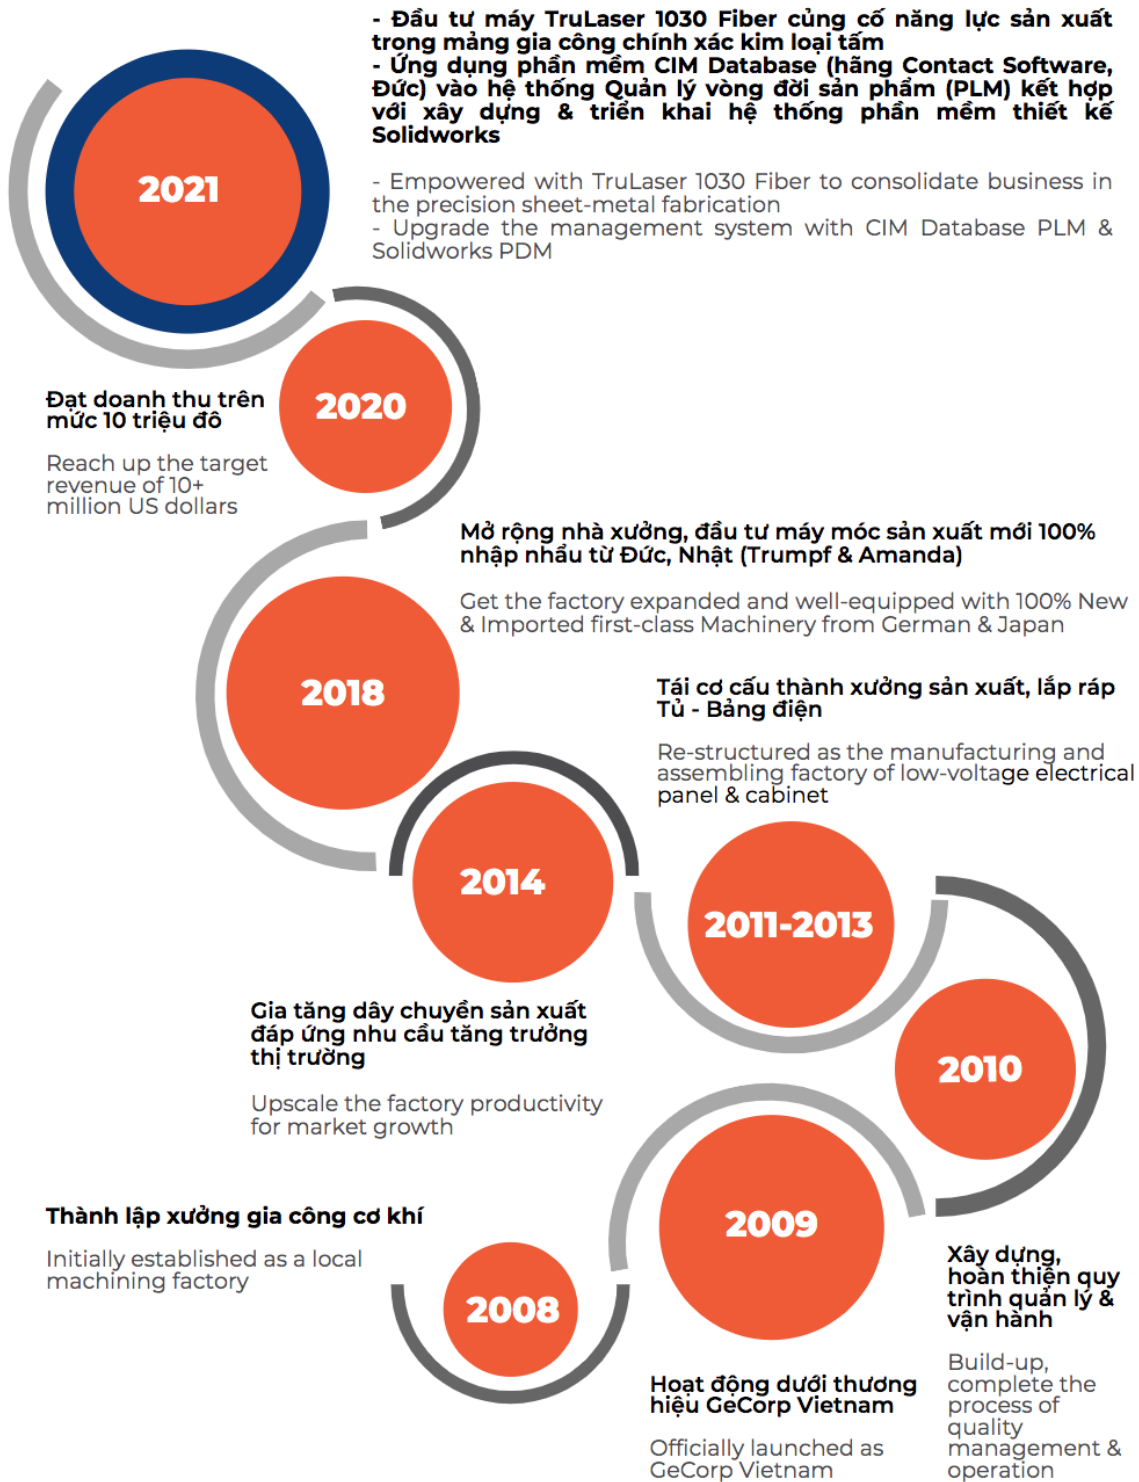 - Đầu tư máy TruLaser 1030 Fiber củng cố năng lực sản xuất
trong mảng gia công chính xác kim loại tấm
- Ứng dụng phần mềm CIM Database (hãng Contact Software,
Đức) vào hệ thống Quản lý vòng đời sản phẩm (PLM) kết hợp
với xây dựng & triển khai hệ thống phần mềm thiết kế
Solidworks
- Empowered with TruLaser 1030 Fiber to consolidate business in
the precision sheet-metal fabrication
- Upgrade the management system with CIM Database PLM &
Solidworks PDM
2021
2020
Đạt doanh thu trên
mức 10 triệu đô
Reach up the target
revenue of 10+
million US dollars
Mở rộng nhà xưởng, đầu tư máy móc sản xuất mới 100%
nhập nhẩu từ Đức, Nhật (Trumpf & Amanda)
Get the factory expanded and well-equipped with 100% New
& Imported first-class Machinery from German & Japan
2018
Tái cơ cấu thành xưởng sản xuất, lắp ráp
Tủ - Bảng điện
Re-structured as the manufacturing and
assembling factory of low-voltage electrical
panel & cabinet
2014
2011-2013
Gia tăng dây chuyền sản xuất
đáp ứng nhu cầu tăng trưởng
thị trường
Upscale the factory productivity
for market growth
2010
Thành lập xưởng gia công cơ khí
Initially established as a local
machining factory
2009
2008
Xây dựng,
hoàn thiện quy
trình quản lý &
vận hành
Build-up,
complete the
process of
quality
management &
operation
Hoạt động dưới thương
hiệu GeCorp Vietnam
Officially launched as
GeCorp Vietnam